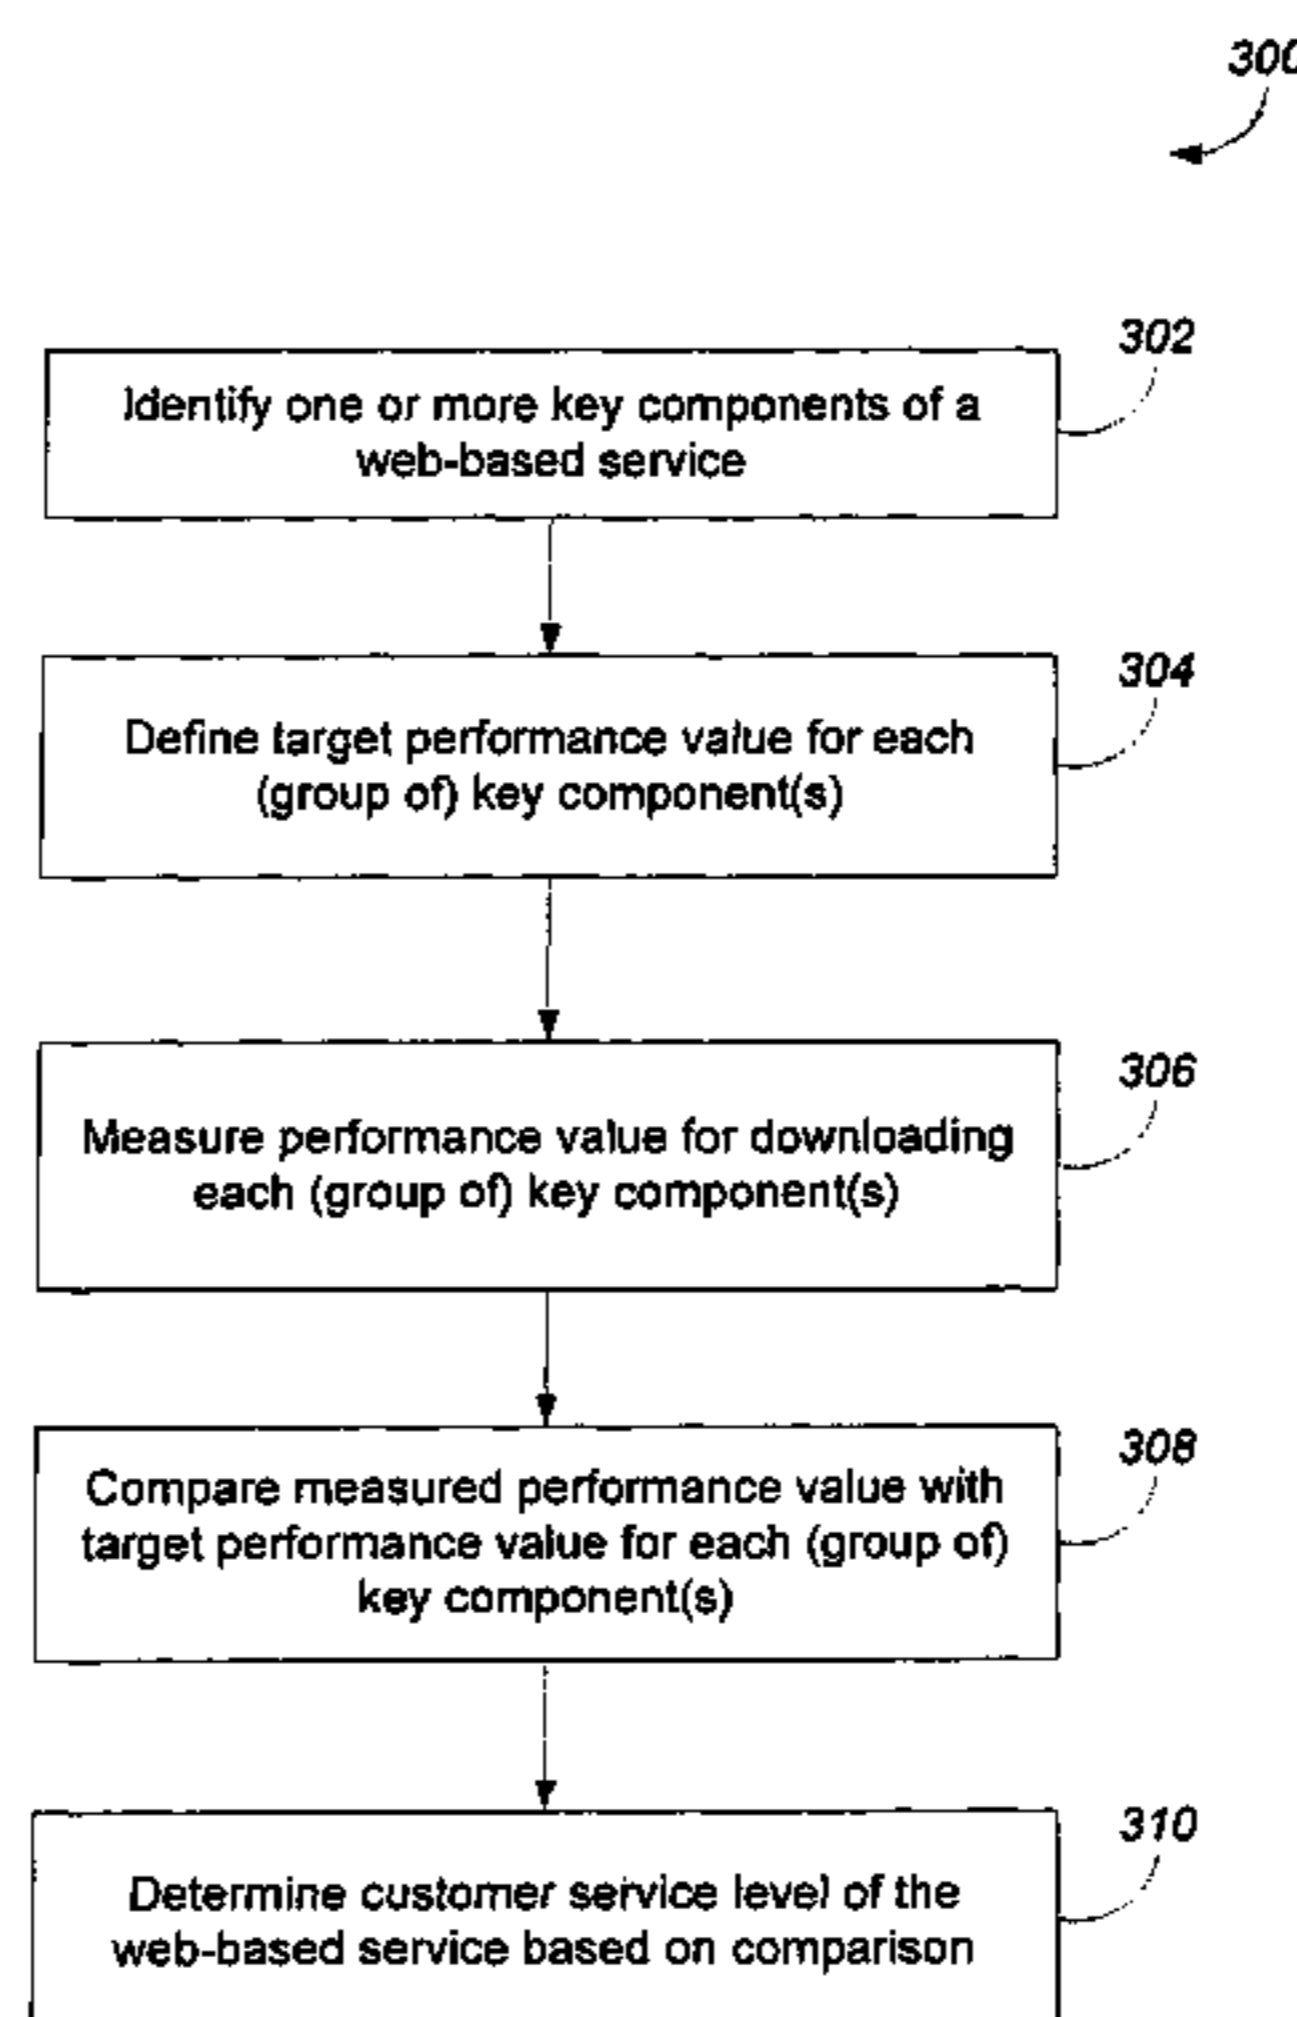 300
302
Identify one or more key components of a
web-based service
304
Define target performance value for each
(group of) key component(s)
306
Measure performance value for downloading
each (group of) key component(s)
308
Compare measured performance value with
target performance value for each (group of)
key component(s)
310
Determine customer service level of the
web-based service based on comparison